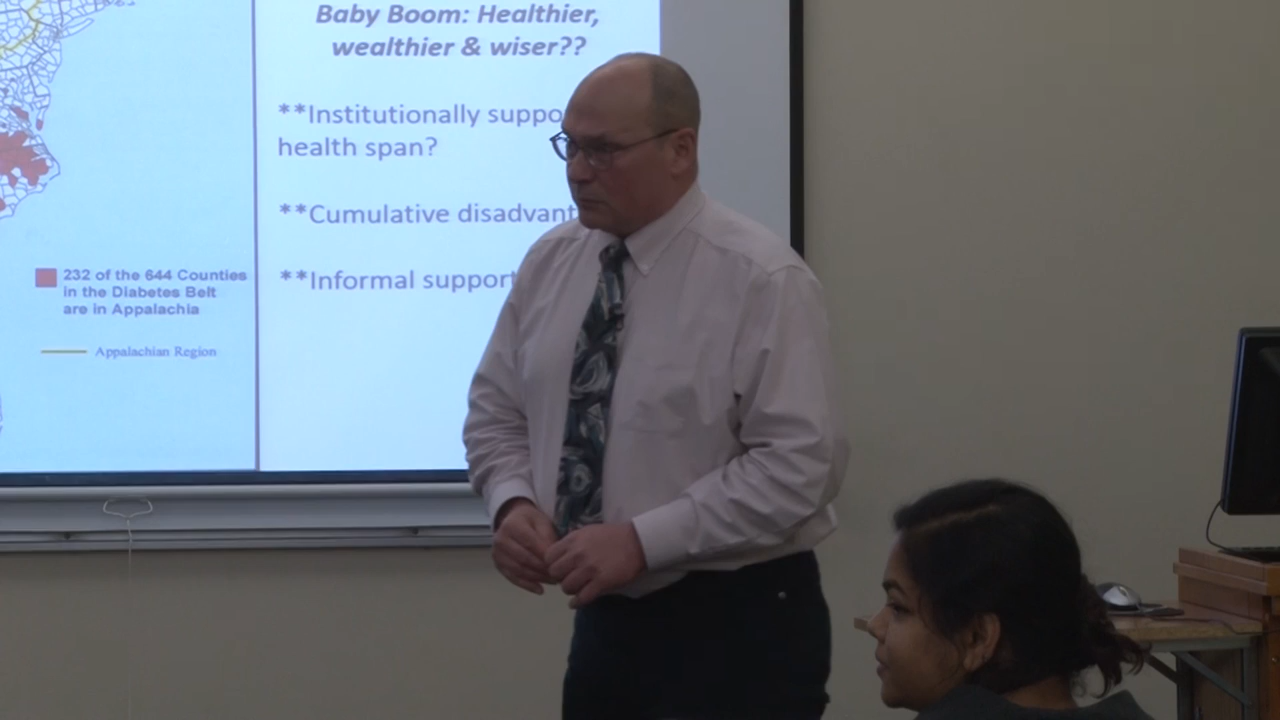 232 of the 644 Counties
in the Diabetes Belt
are in Appalachia
Appalachian Region
Baby Boom: Healthier,
wealthier & wiser??
**Institutionally suppo
health span?
**Cumulative disadvant
**Informal support